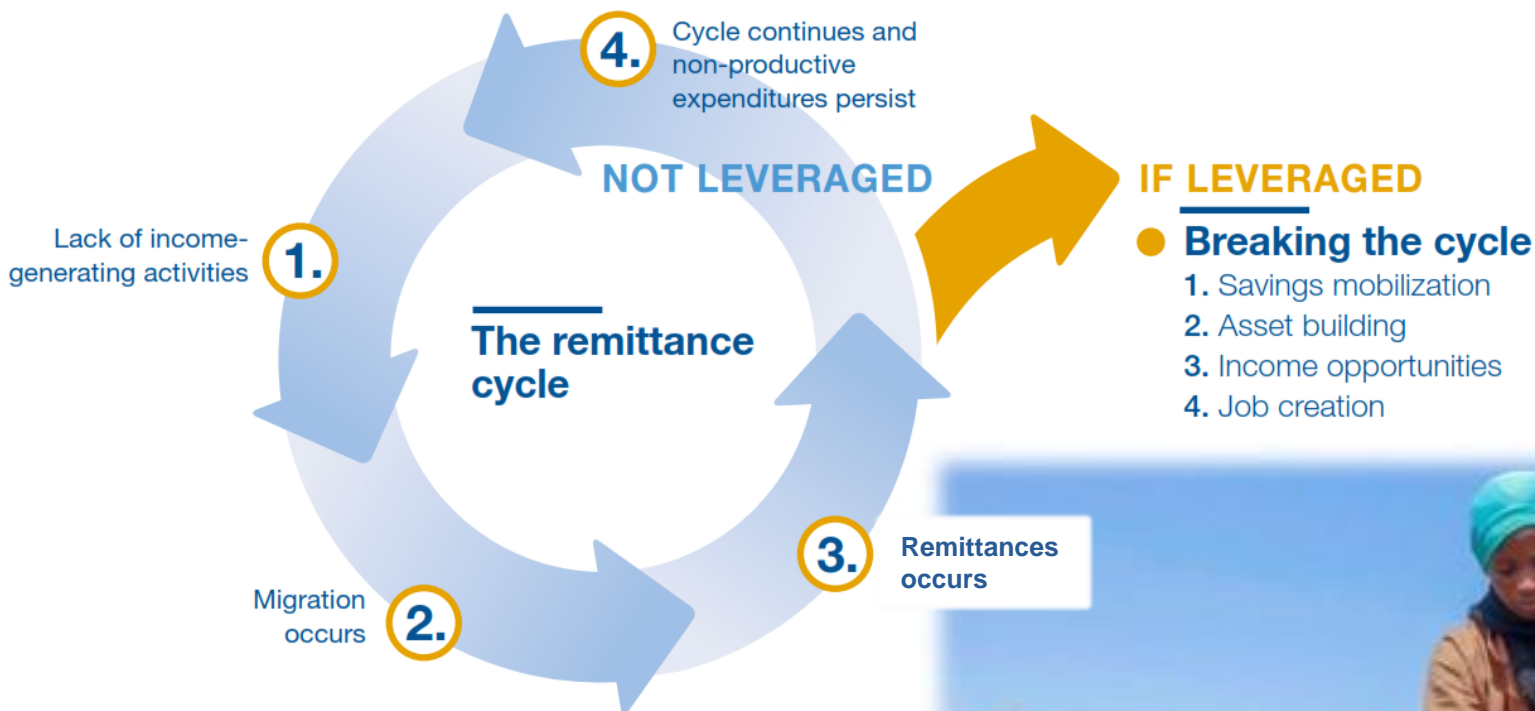 4.
Cycle continues and
non-productive
expenditures persist
NOT LEVERAGED
IF LEVERAGED
Breaking the cycle
1. Savings mobilization
2. Asset building
3. Income opportunities
4. Job creation
Lack of income-
generating activities
1.
The remittance
cycle
3.
Remittances
occurs
Migration
occurs
2.